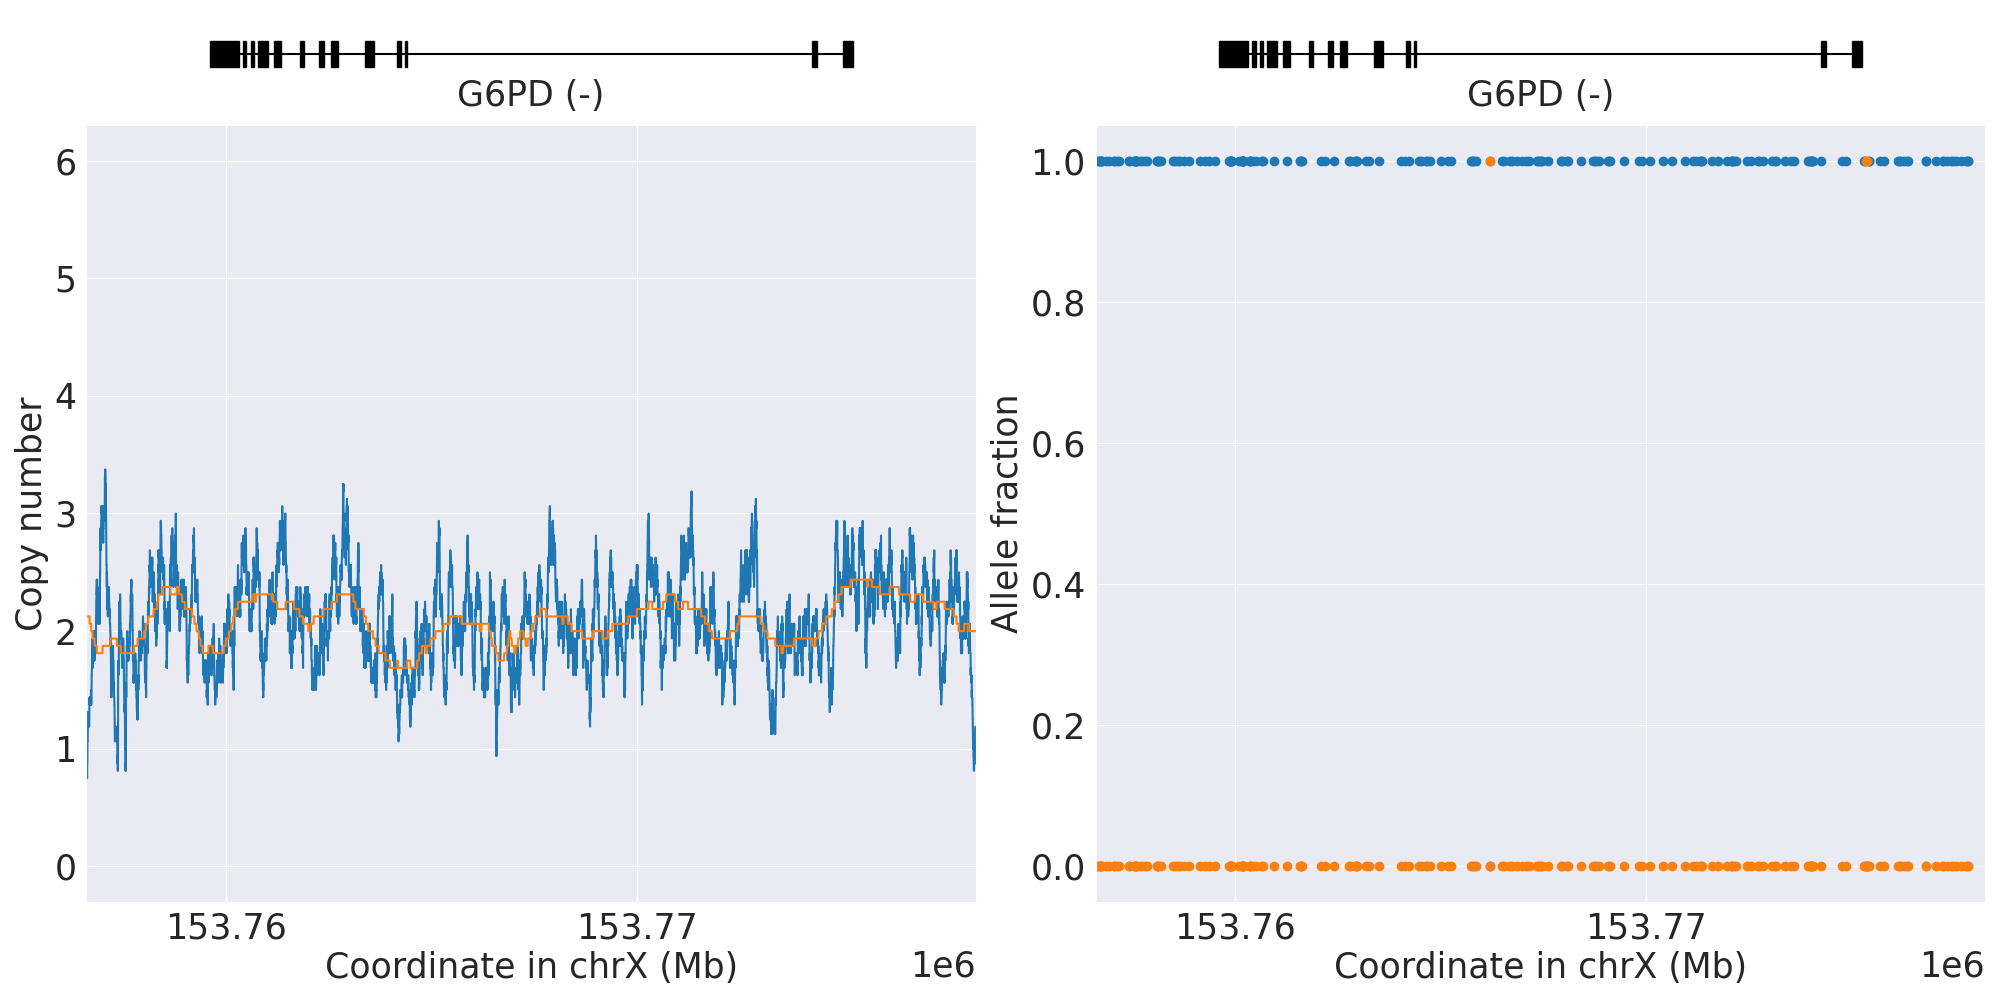 G6PD (-)
6
5
4
3
2
1
0
Copy number
153.76
153.77
Coordinate in chrX (Mb)
1e6
G6PD (-)
1.0
0.8
0.6
0.4
0.2
0.0
Allele fraction
153.76
153.77
Coordinate in chrX (Mb)
1e6